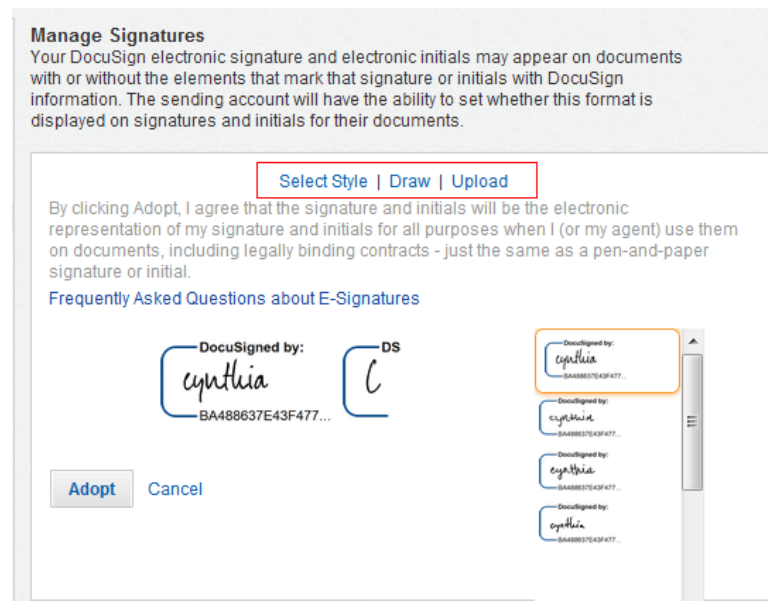 Manage Signatures
Your DocuSign electronic signature and electronic initials may appear on documents
with or without the elements that mark that signature or initials with DocuSign
information. The sending account will have the ability to set whether this format is
displayed on signatures and initials for their documents.
Select Style | Draw | Upload
By clicking Adopt, I agree that the signature and initials will be the electronic
representation of my signature and initials for all purposes when I (or my agent) use them
on documents, including legally binding contracts - just the same as a pen-and-paper
signature or initial.
Frequently Asked Questions about E-Signatures
DocuSigned by:
cynthia
BA488637E43F477...
DS
C
DocuSigned by:
cynthia
BA488637E43F477...
DocuSigned by:
cynthia
BA488637E43F477...
DocuSigned by:
cynthia
BA488637E43F477...
DocuSigned by:
cynthia
BA488637E43F477...
Adopt Cancel